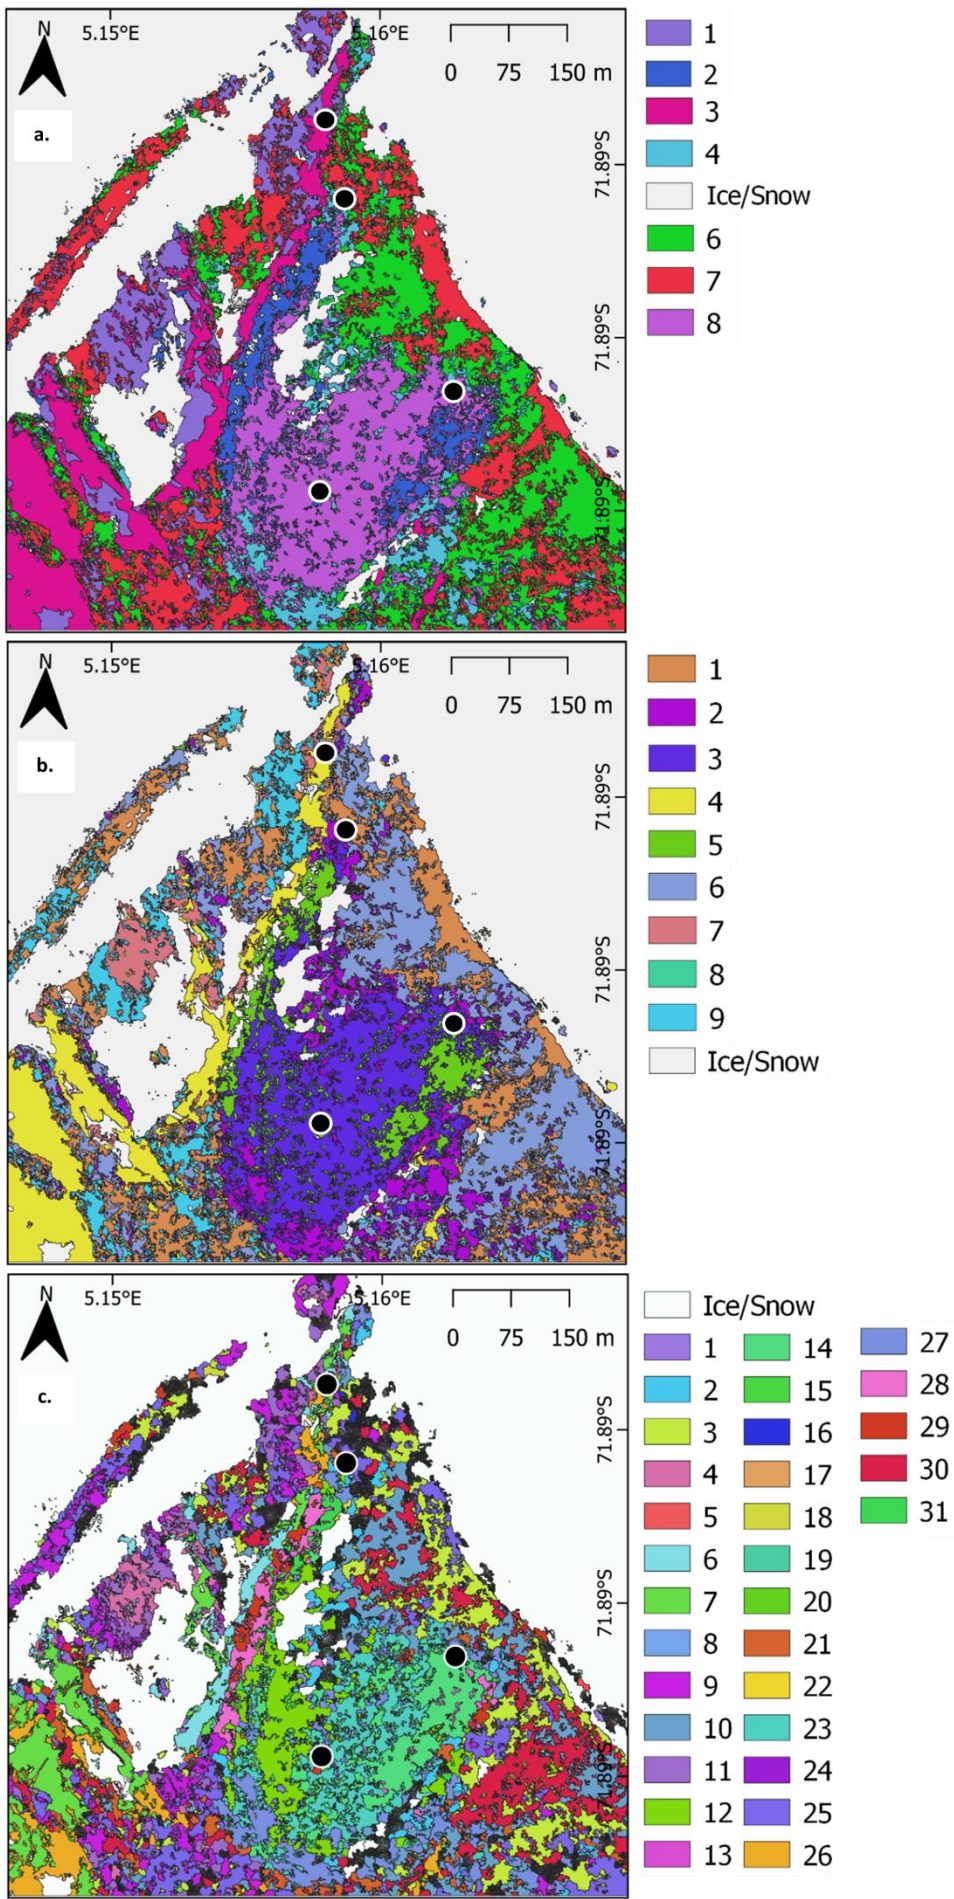 N
5.15°E
5.16°E
0 75 150 m
a.
71.89°S
71.89°S
71.89°S
1
2
3
4
Ice/Snow
6
7
8
N
5.15°E
5.16°E
0 75 150 m
b.
71.89°S
71.89°S
71.89°S
1
2
3
4
5
6
7
8
9
Ice/Snow
N
5.15°E
5.16°E
0 75 150 m
c.
71.89°S
71.89°S
71.89°S
Ice/Snow
1 14 27
2 15 28
3 16 29
4 17 30
5 18 31
6 19
7 20
8 21
9 22
10 23
11 24
12 25
13 26